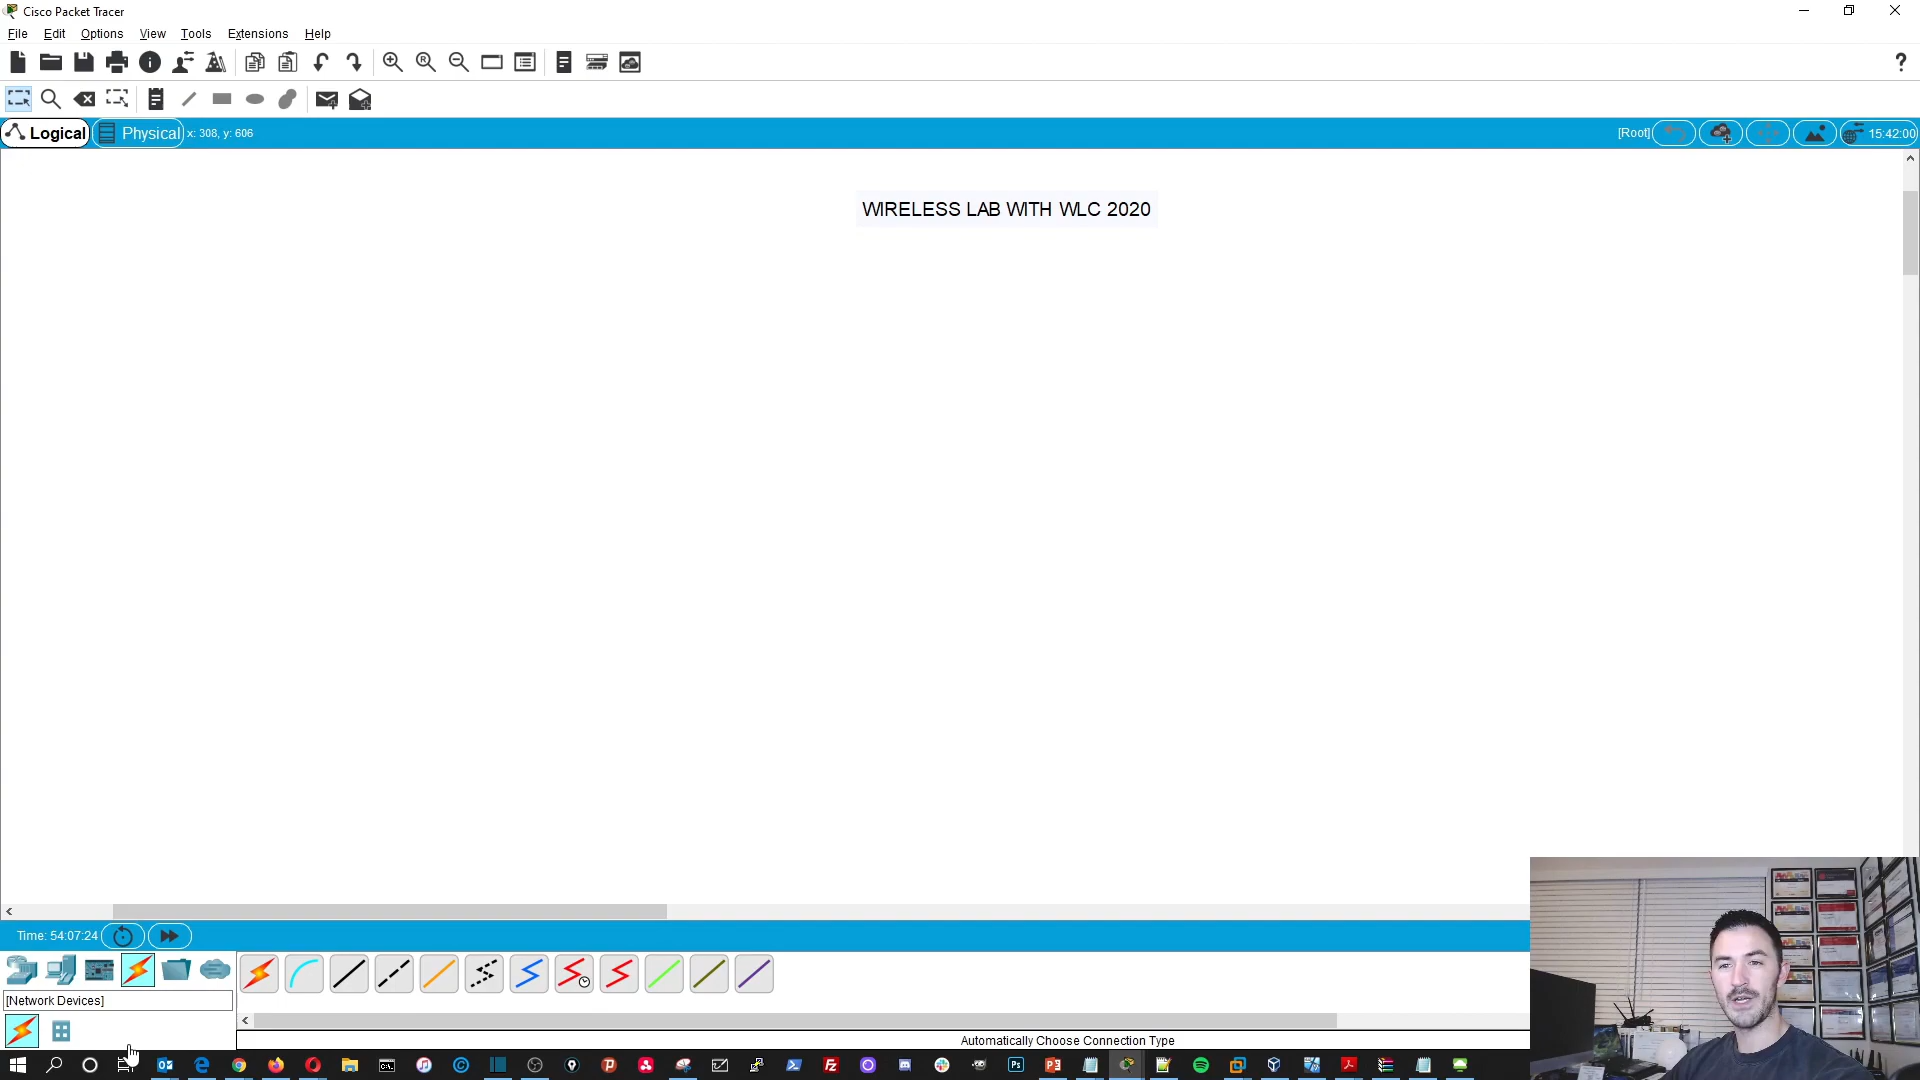 Cisco Packet Tracer
File Edit Options View Tools Extensions Help
?
Logical Physical x: 308, y: 606 [Root] 15:42:00
WIRELESS LAB WITH WLC 2020
Time: 54:07:24
[Network Devices]
Automatically Choose Connection Type